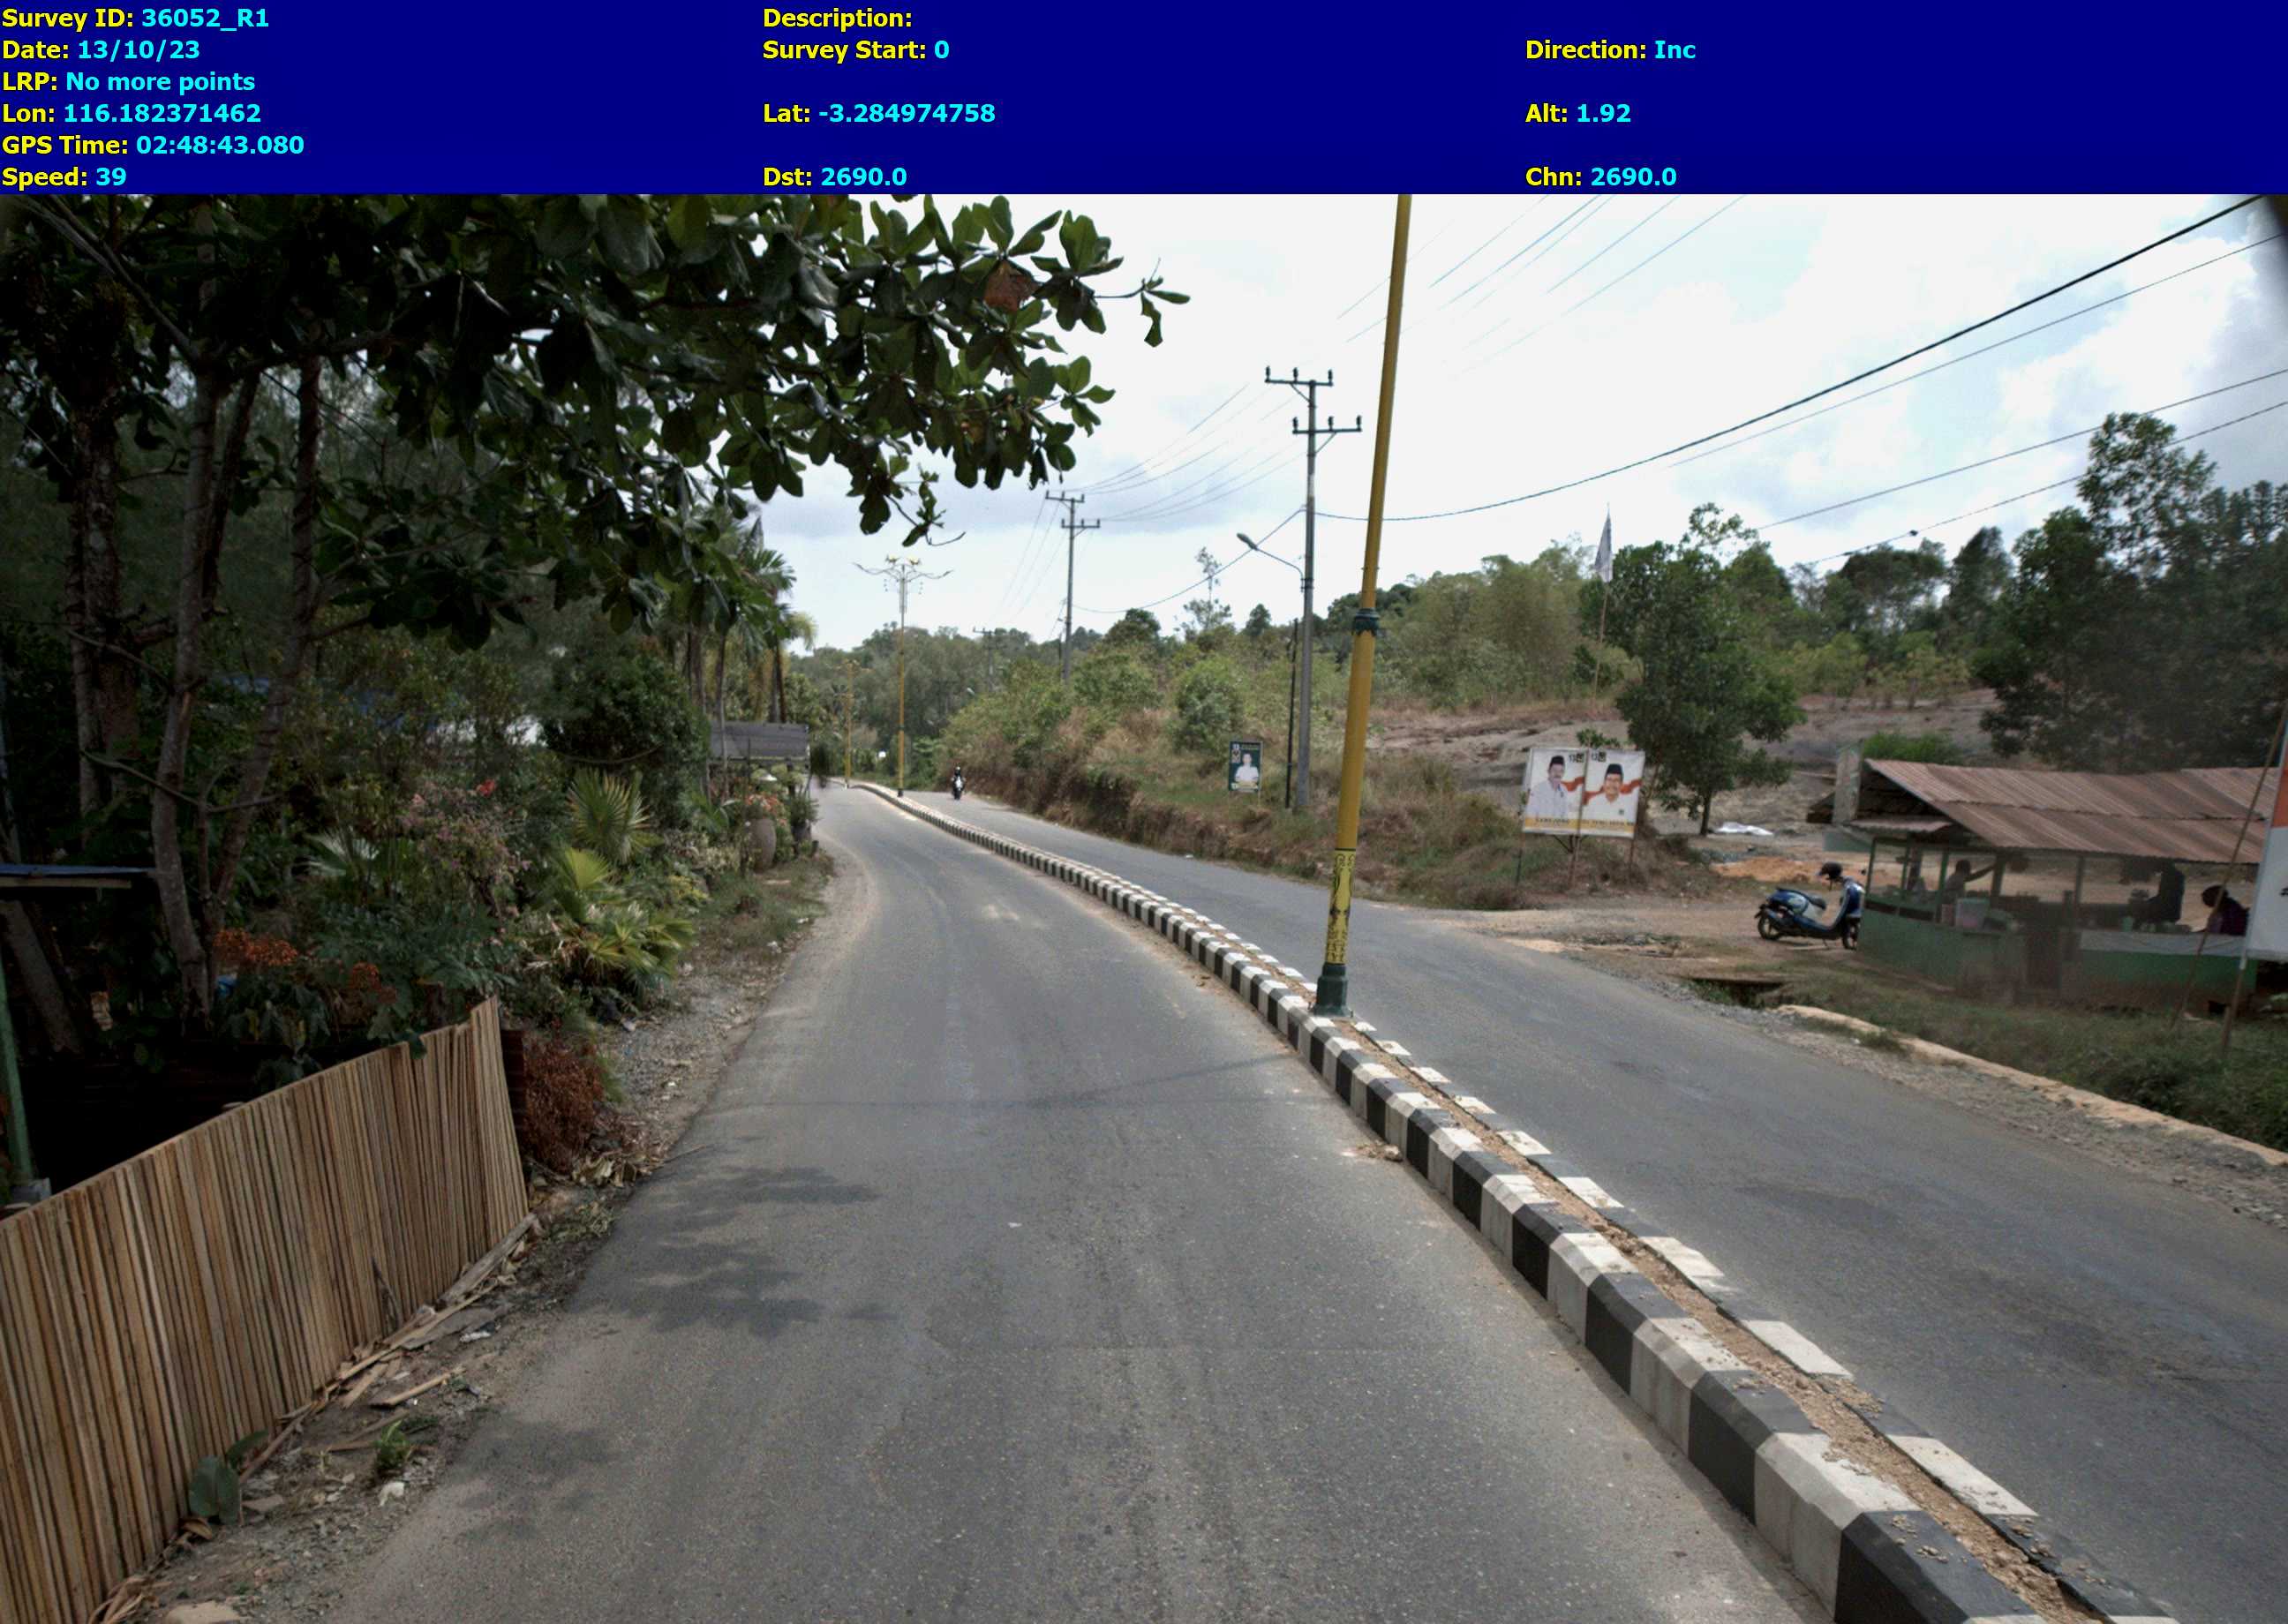 Survey ID: 36052_R1
Description:
Date: 13/10/23
Survey Start: 0
Direction: Inc
LRP: No more points
Lon: 116.182371462
Lat: -3.284974758
Alt: 1.92
GPS Time: 02:48:43.080
Speed: 39
Dst: 2690.0
Chn: 2690.0